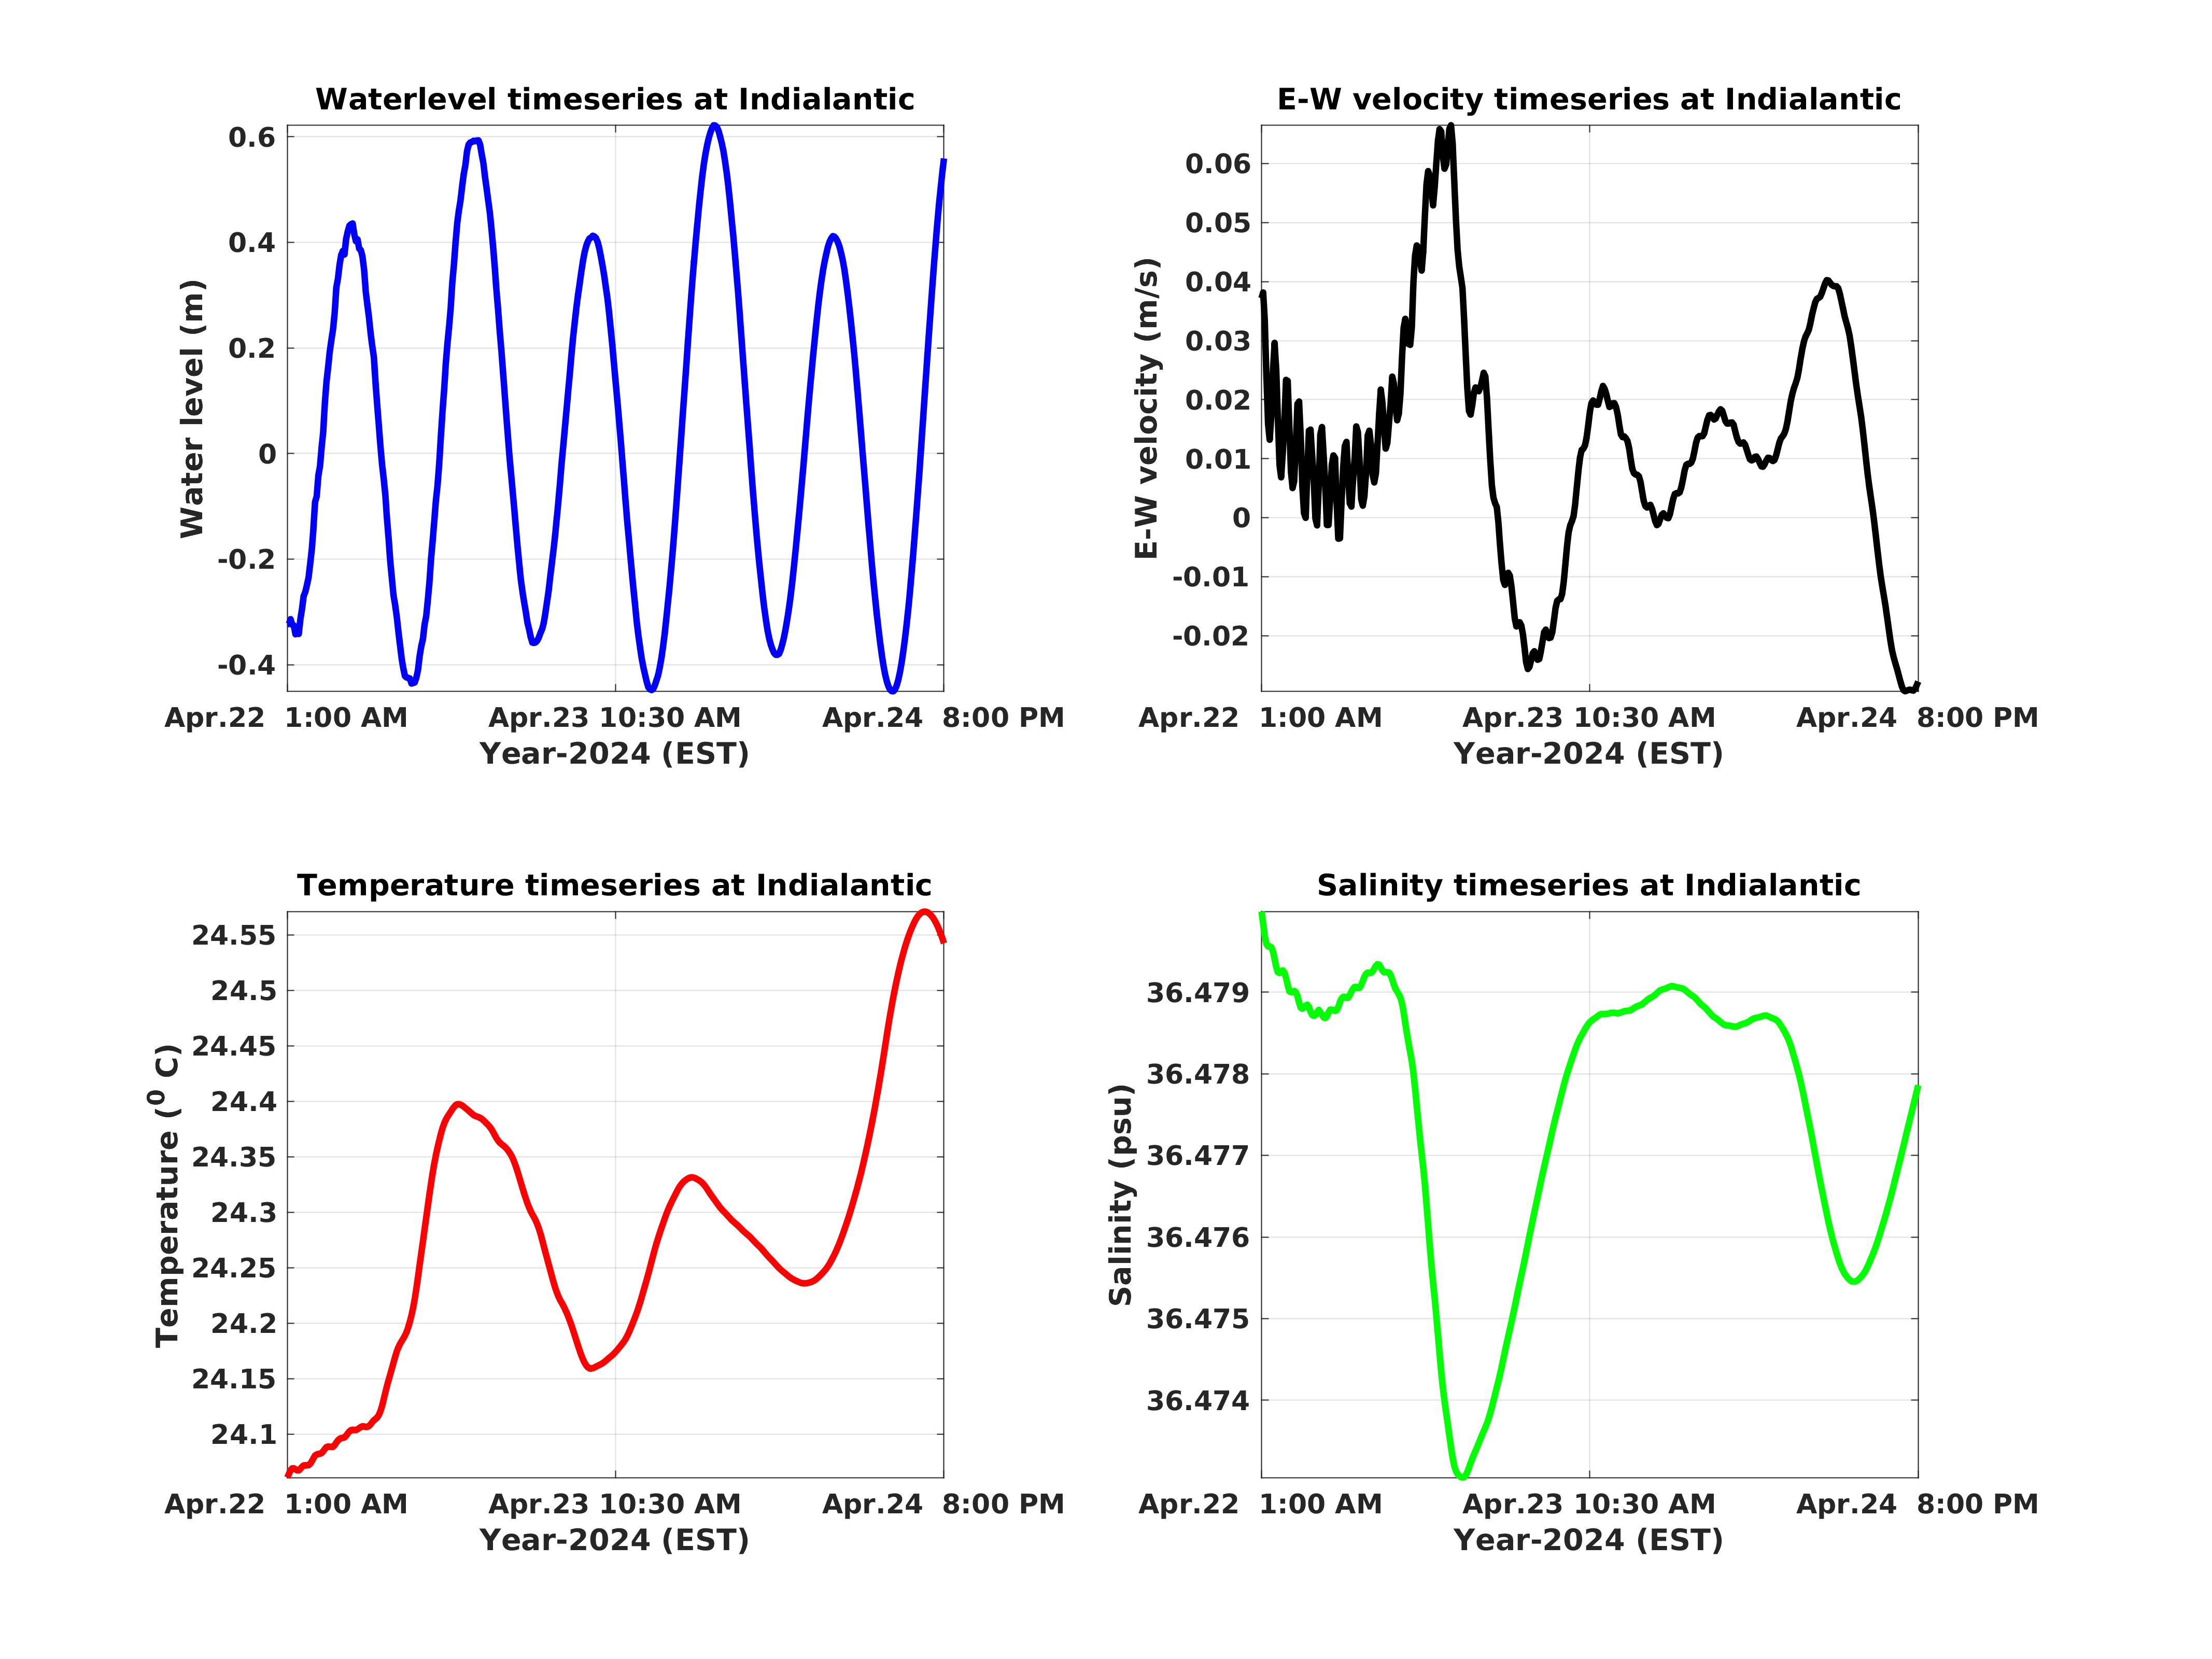 Waterlevel timeseries at Indialantic
0.6
0.4
0.2
0
-0.2
-0.4
Water level (m)
Apr.22 1:00 AM
Apr.23 10:30 AM
Apr.24 8:00 PM
Year-2024 (EST)
E-W velocity timeseries at Indialantic
0.06
0.05
0.04
0.03
0.02
0.01
0
-0.01
-0.02
E-W velocity (m/s)
Apr.22 1:00 AM
Apr.23 10:30 AM
Apr.24 8:00 PM
Year-2024 (EST)
Temperature timeseries at Indialantic
24.55
24.5
24.45
24.4
24.35
24.3
24.25
24.2
24.15
24.1
Temperature (⁰ C)
Apr.22 1:00 AM
Apr.23 10:30 AM
Apr.24 8:00 PM
Year-2024 (EST)
Salinity timeseries at Indialantic
36.479
36.478
36.477
36.476
36.475
36.474
Salinity (psu)
Apr.22 1:00 AM
Apr.23 10:30 AM
Apr.24 8:00 PM
Year-2024 (EST)